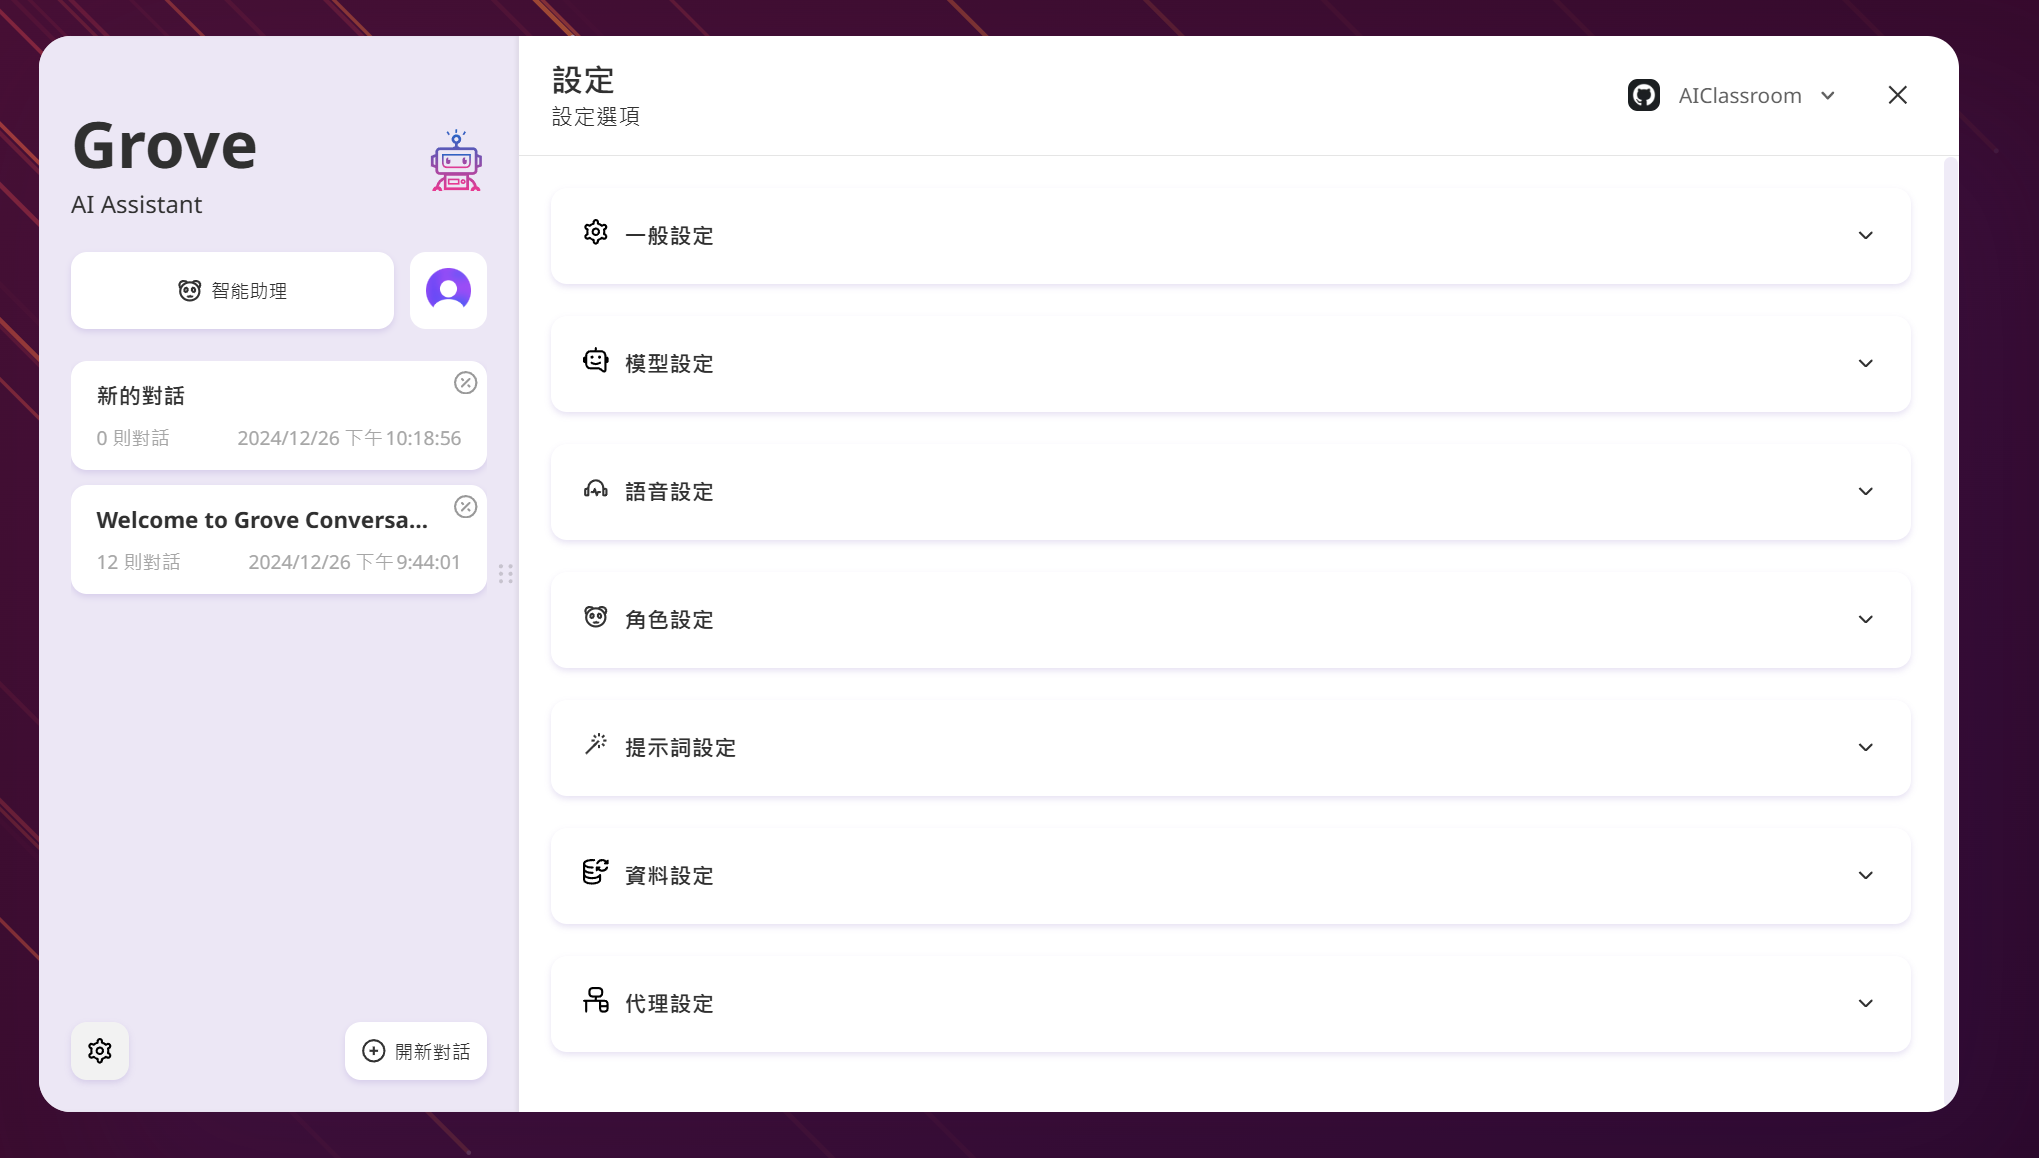 Grove
AI Assistant
智能助理
新的對話
0 則對話 2024/12/26 下午10:18:56
Welcome to Grove Conversa...
12 則對話 2024/12/26 下午9:44:01
開新對話
設定
設定選項
AIClassroom
一般設定
模型設定
語音設定
角色設定
提示詞設定
資料設定
代理設定